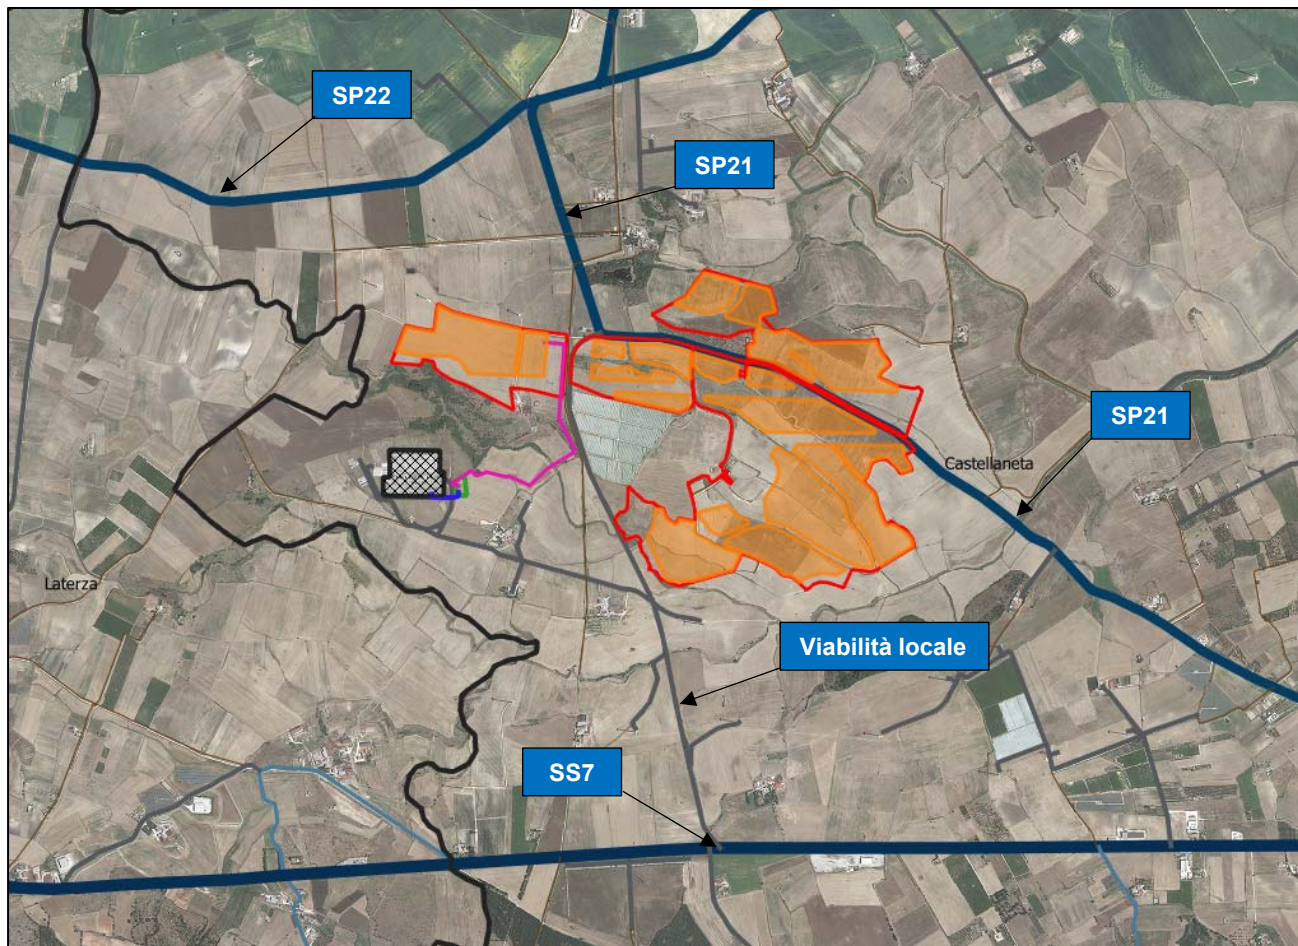 SP22
SP21
SP21
Castellaneta
Laterza
Viabilità locale
SS7